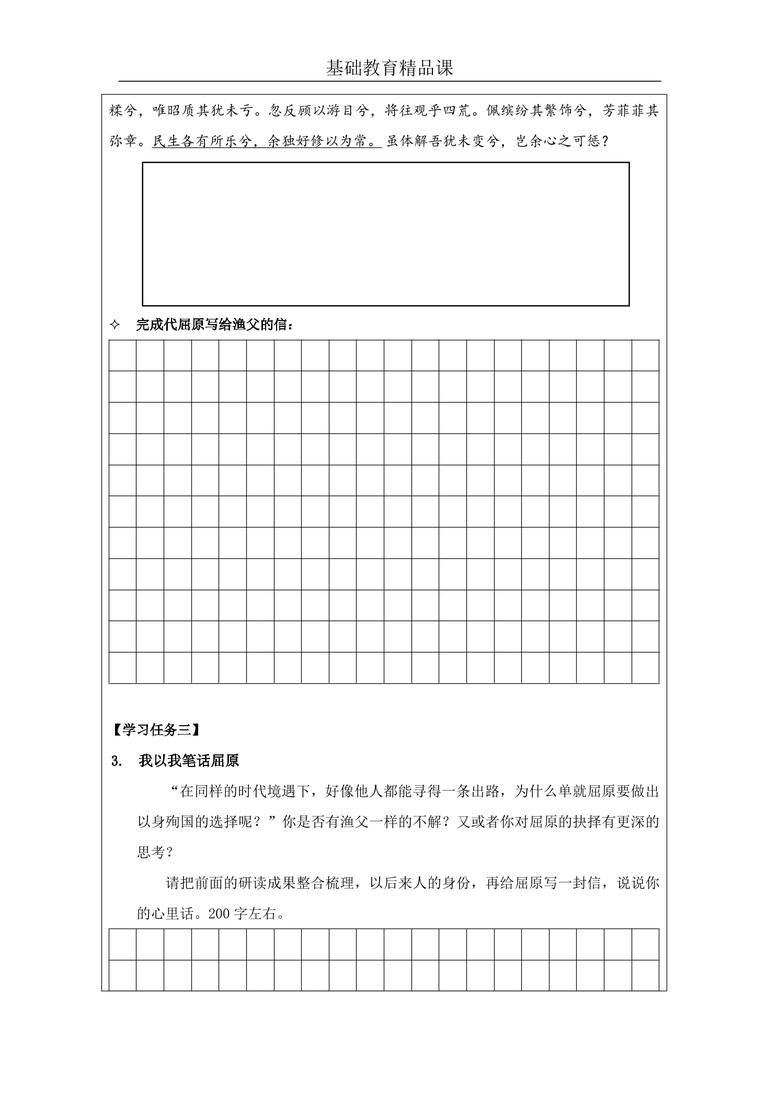 基础教育精品课
糅兮，唯昭质其犹未亏。忽反顾以游目兮，将往观乎四荒。佩缤纷其繁饰兮，芳菲菲其
弥章。民生各有所乐兮，余独好修以为常。虽体解吾犹未变兮，岂余心之可惩？
✧ 完成代屈原写给渔父的信：
【学习任务三】
3. 我以我笔话屈原
“在同样的时代境遇下，好像他人都能寻得一条出路，为什么单就屈原要做出
以身殉国的选择呢？”你是否有渔父一样的不解？又或者你对屈原的抉择有更深的
思考？
请把前面的研读成果整合梳理，以后来人的身份，再给屈原写一封信，说说你
的心里话。200 字左右。